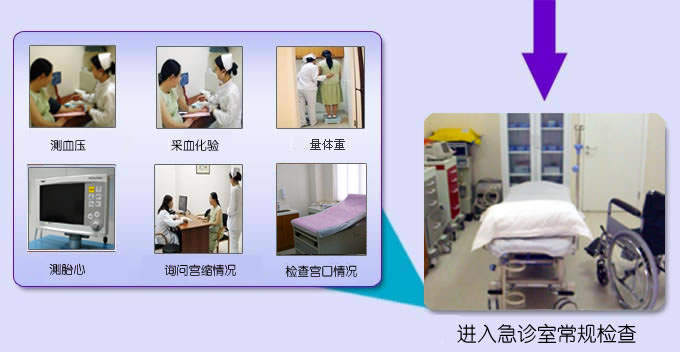 测血压
采血化验
量体重
测胎心
询问宫缩情况
检查宫口情况
进入急诊室常规检查